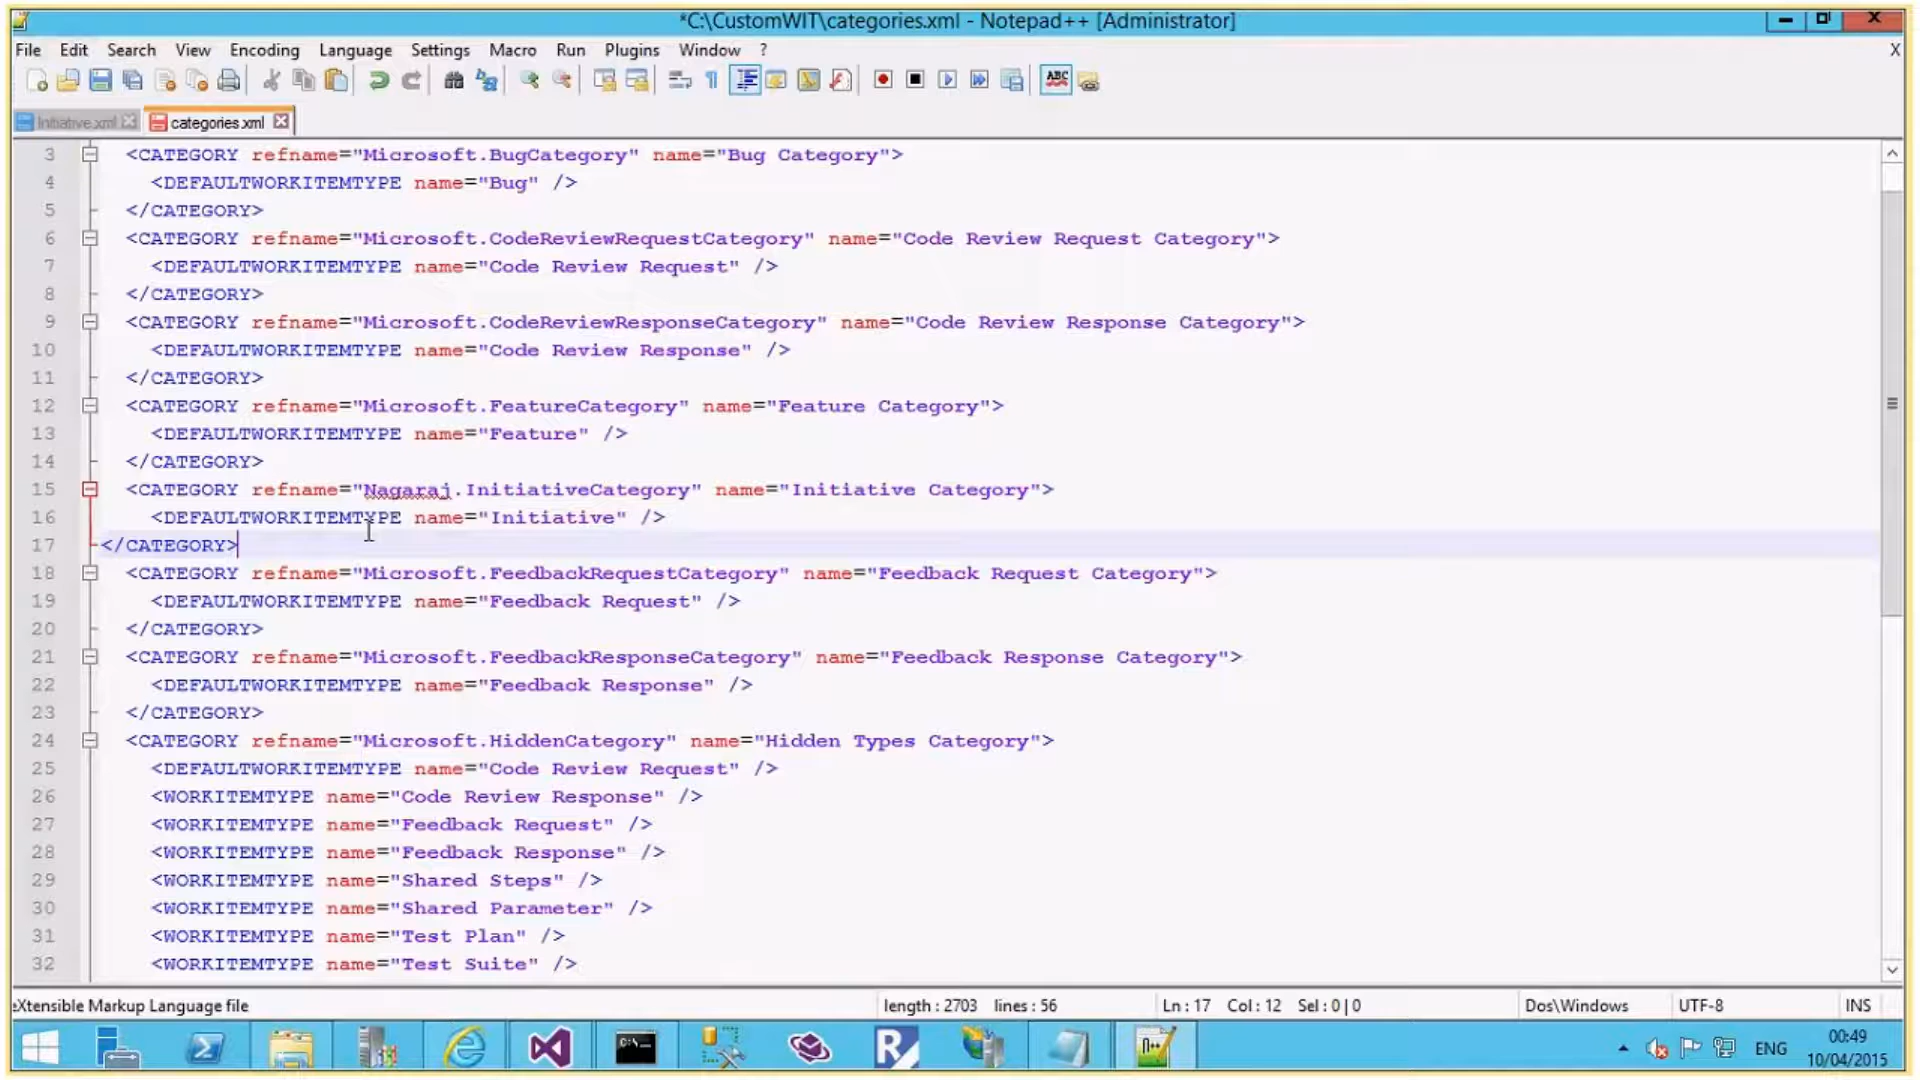 *C:\CustomWIT\categories.xml - Notepad++ [Administrator]
File Edit Search View Encoding Language Settings Macro Run Plugins Window ? X
Initiative.xml categories.xml
3 <CATEGORY refname="Microsoft.BugCategory" name="Bug Category">
4 <DEFAULTWORKITEMTYPE name="Bug" />
5 </CATEGORY>
6 <CATEGORY refname="Microsoft.CodeReviewRequestCategory" name="Code Review Request Category">
7 <DEFAULTWORKITEMTYPE name="Code Review Request" />
8 </CATEGORY>
9 <CATEGORY refname="Microsoft.CodeReviewResponseCategory" name="Code Review Response Category">
10 <DEFAULTWORKITEMTYPE name="Code Review Response" />
11 </CATEGORY>
12 <CATEGORY refname="Microsoft.FeatureCategory" name="Feature Category">
13 <DEFAULTWORKITEMTYPE name="Feature" />
14 </CATEGORY>
15 <CATEGORY refname="Nagaraj.InitiativeCategory" name="Initiative Category">
16 <DEFAULTWORKITEMTYPE name="Initiative" />
17 </CATEGORY>
18 <CATEGORY refname="Microsoft.FeedbackRequestCategory" name="Feedback Request Category">
19 <DEFAULTWORKITEMTYPE name="Feedback Request" />
20 </CATEGORY>
21 <CATEGORY refname="Microsoft.FeedbackResponseCategory" name="Feedback Response Category">
22 <DEFAULTWORKITEMTYPE name="Feedback Response" />
23 </CATEGORY>
24 <CATEGORY refname="Microsoft.HiddenCategory" name="Hidden Types Category">
25 <DEFAULTWORKITEMTYPE name="Code Review Request" />
26 <WORKITEMTYPE name="Code Review Response" />
27 <WORKITEMTYPE name="Feedback Request" />
28 <WORKITEMTYPE name="Feedback Response" />
29 <WORKITEMTYPE name="Shared Steps" />
30 <WORKITEMTYPE name="Shared Parameter" />
31 <WORKITEMTYPE name="Test Plan" />
32 <WORKITEMTYPE name="Test Suite" />
eXtensible Markup Language file length : 2703 lines : 56 Ln : 17 Col : 12 Sel : 0 | 0 Dos\Windows UTF-8 INS
ENG 00:49
10/04/2015